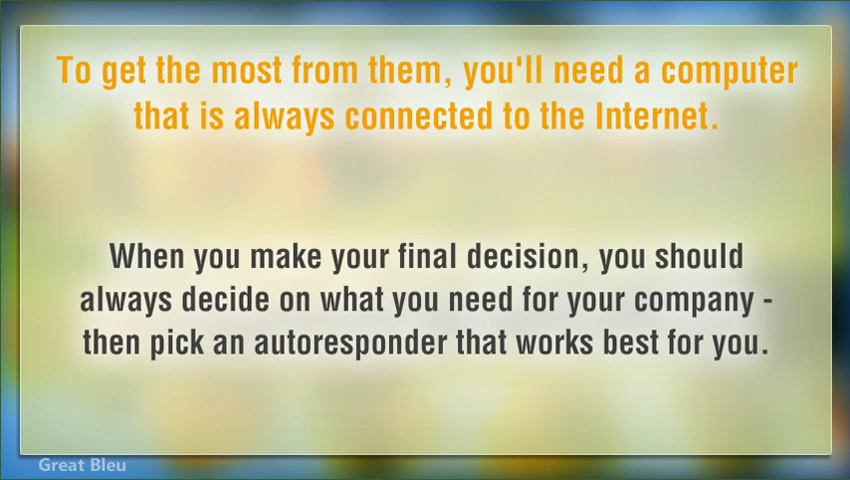 To get the most from them, you'll need a computer
that is always connected to the Internet.
When you make your final decision, you should
always decide on what you need for your company -
then pick an autoresponder that works best for you.
Great Bleu